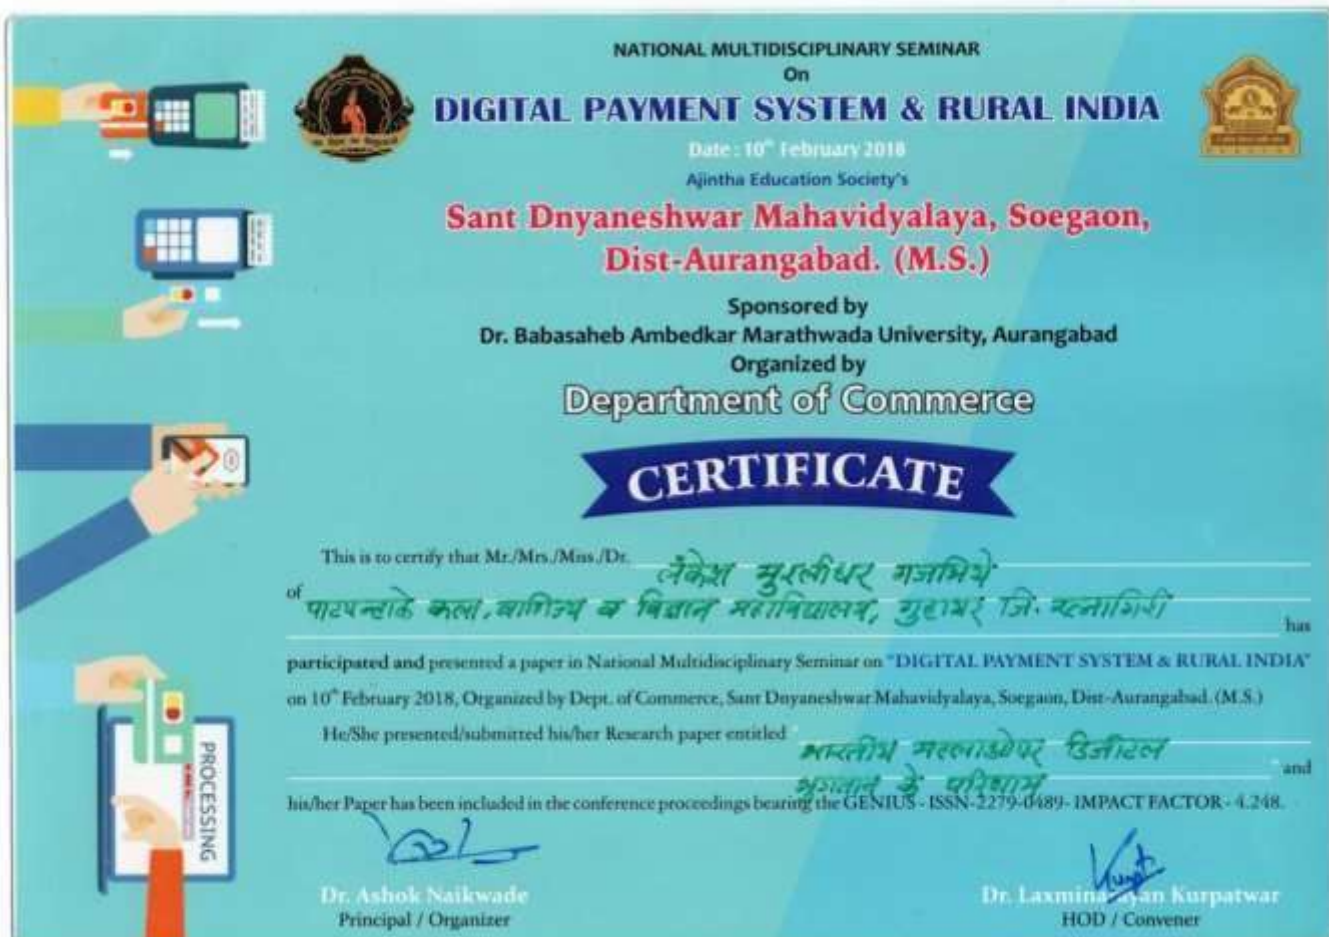 NATIONAL MULTIDISCIPLINARY SEMINAR
On
DIGITAL PAYMENT SYSTEM & RURAL INDIA
Date : 10th February 2018
Ajintha Education Society's
Sant Dnyaneshwar Mahavidyalaya, Soegaon,
Dist-Aurangabad. (M.S.)
Sponsored by
Dr. Babasaheb Ambedkar Marathwada University, Aurangabad
Organized by
Department of Commerce
CERTIFICATE
This is to certify that Mr./Mrs./Miss./Dr. लंकेश मुरलीधर गजभिये
of पाटपन्हाळे कला, वाणिज्य व विज्ञान महाविद्यालय, गुहागर जि. रत्नागिरी
has
participated and presented a paper in National Multidisciplinary Seminar on "DIGITAL PAYMENT SYSTEM & RURAL INDIA"
on 10th February 2018, Organized by Dept. of Commerce, Sant Dnyaneshwar Mahavidyalaya, Soegaon, Dist-Aurangabad. (M.S.)
He/She presented/submitted his/her Research paper entitled " भारतीय डिजीटल
भुगतान के परिणाम " and
his/her Paper has been included in the conference proceedings bearing the GENIUS - ISSN-2279-0489- IMPACT FACTOR - 4.248.
PROCESSING
Dr. Ashok Naikwade
Principal / Organizer
Dr. Laxminarayan Kurpatwar
HOD / Convener